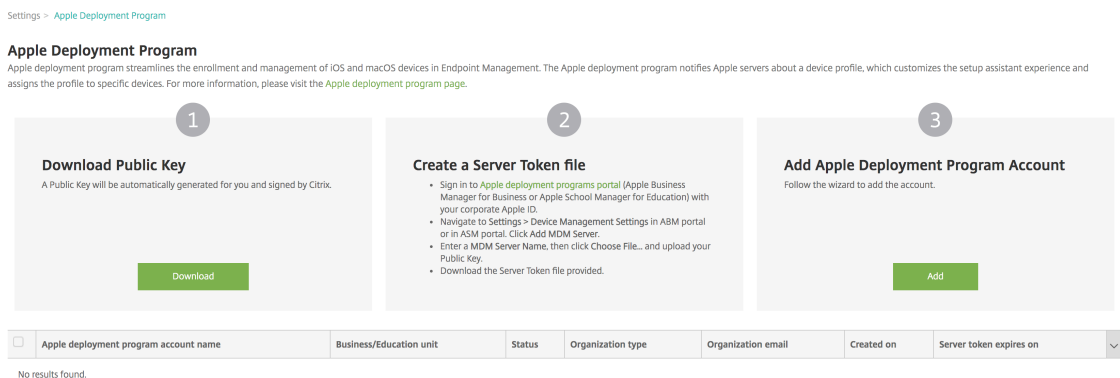 Settings > Apple Deployment Program
Apple Deployment Program
Apple deployment program streamlines the enrollment and management of iOS and macOS devices in Endpoint Management. The Apple deployment program notifies Apple servers about a device profile, which customizes the setup assistant experience and
assigns the profile to specific devices. For more information, please visit the Apple deployment program page.
1
Download Public Key
A Public Key will be automatically generated for you and signed by Citrix.
Download
2
Create a Server Token file
• Sign in to Apple deployment programs portal (Apple Business
Manager for Business or Apple School Manager for Education) with
your corporate Apple ID.
• Navigate to Settings > Device Management Settings in ABM portal
or in ASM portal. Click Add MDM Server.
• Enter a MDM Server Name, then click Choose File... and upload your
Public Key.
• Download the Server Token file provided.
3
Add Apple Deployment Program Account
Follow the wizard to add the account.
Add
Apple deployment program account name Business/Education unit Status Organization type Organization email Created on Server token expires on
No results found.